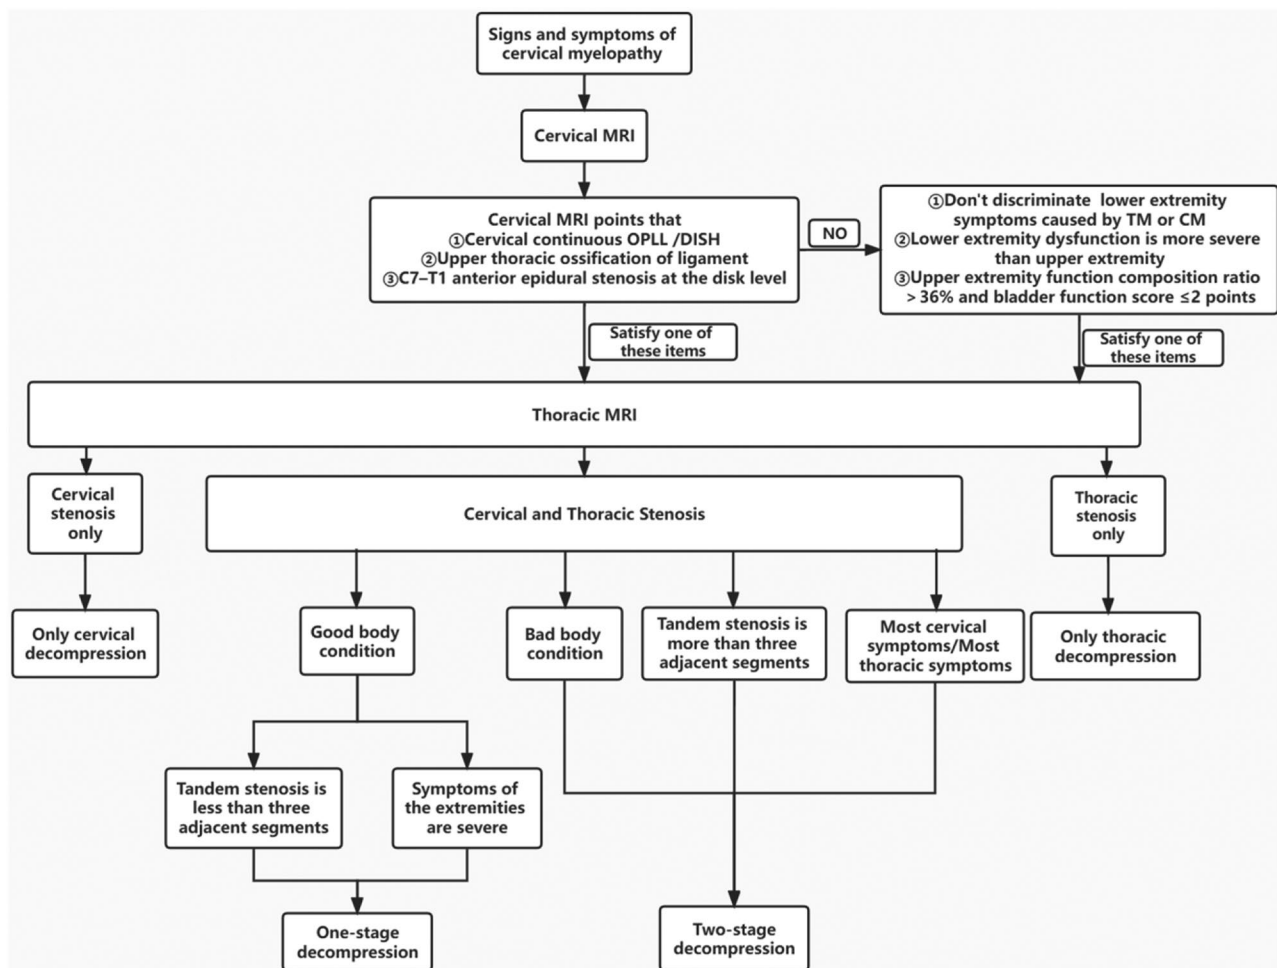 Signs and symptoms of
cervical myelopathy
Cervical MRI
Cervical MRI points that
①Cervical continuous OPLL /DISH
②Upper thoracic ossification of ligament
③C7–T1 anterior epidural stenosis at the disk level
NO
①Don't discriminate lower extremity
symptoms caused by TM or CM
②Lower extremity dysfunction is more severe
than upper extremity
③Upper extremity function composition ratio
> 36% and bladder function score ≤2 points
Satisfy one of
these items
Satisfy one of
these items
Thoracic MRI
Cervical
stenosis
only
Cervical and Thoracic Stenosis
Thoracic
stenosis
only
Only cervical
decompression
Good body
condition
Bad body
condition
Tandem stenosis is
more than three
adjacent segments
Most cervical
symptoms/Most
thoracic symptoms
Only thoracic
decompression
Tandem stenosis is
less than three
adjacent segments
Symptoms of
the extremities
are severe
One-stage
decompression
Two-stage
decompression